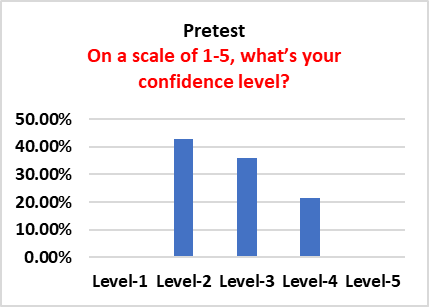 Pretest
On a scale of 1-5, what's your
confidence level?
50.00%
40.00%
30.00%
20.00%
10.00%
0.00%
Level-1 Level-2 Level-3 Level-4 Level-5